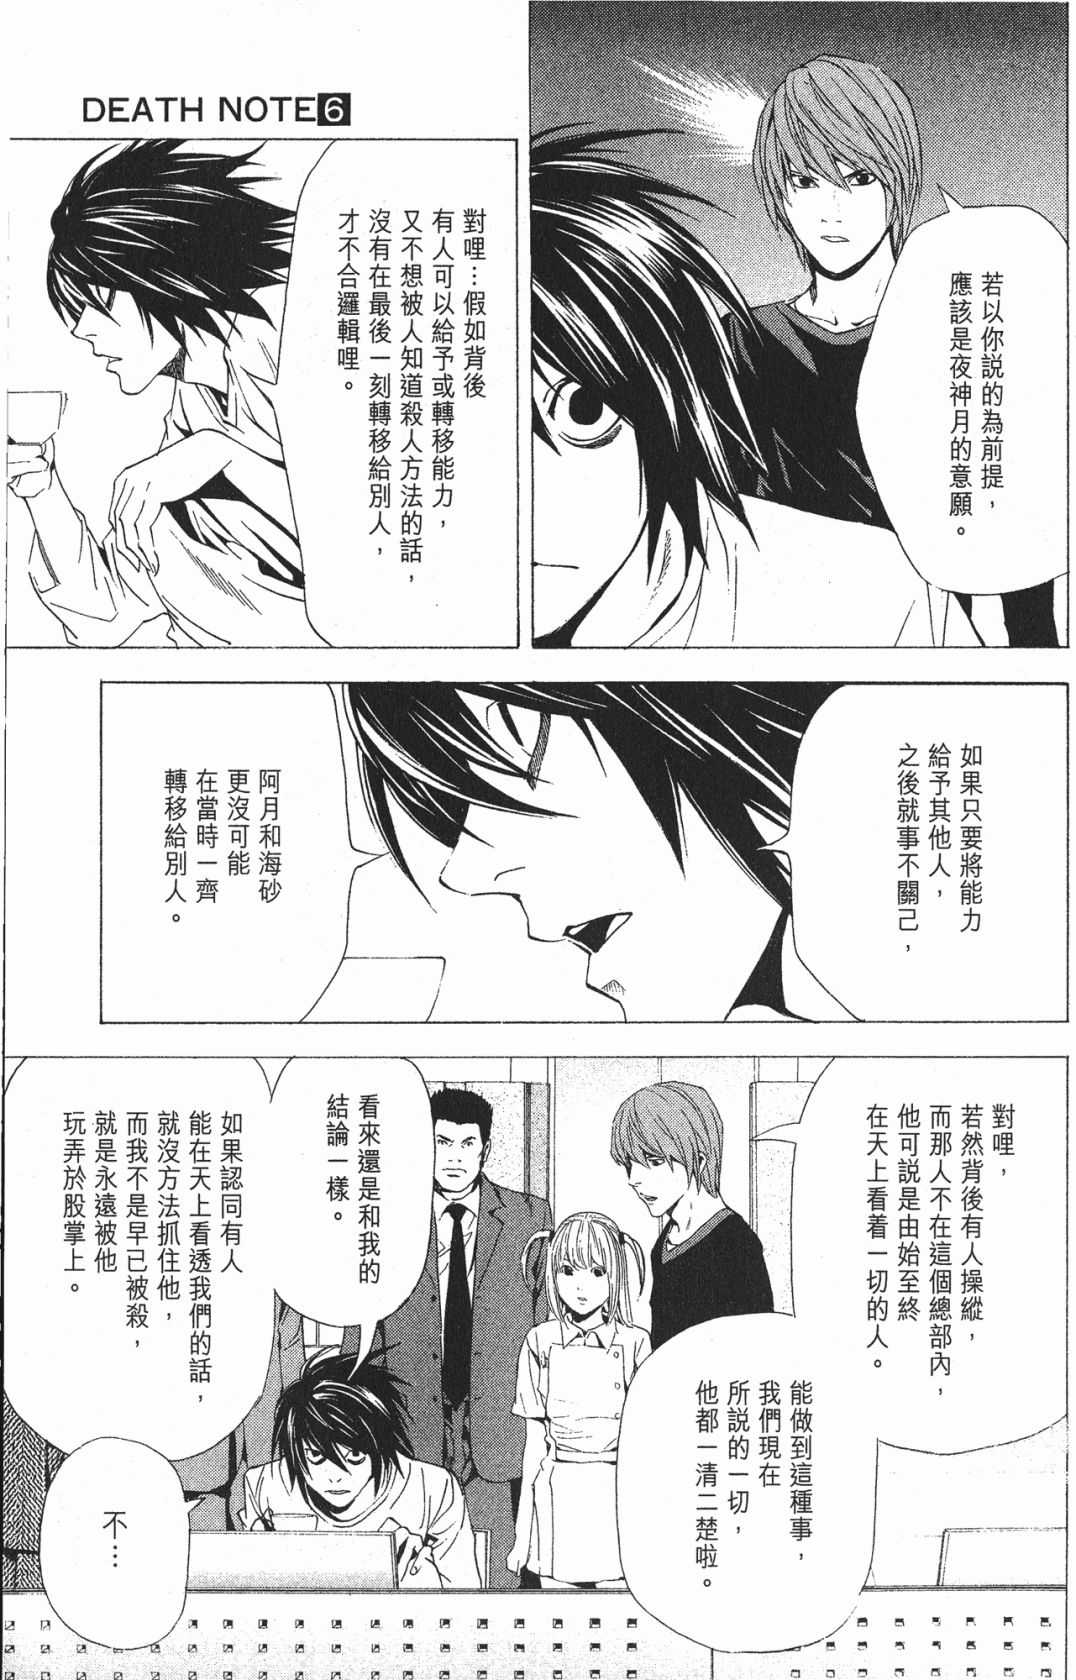 DEATH NOTE 6
若以你説的為前提，
應該是夜神月的意願。
對哩…假如背後
有人可以給予或轉移能力，
又不想被人知道殺人方法的話，
沒有在最後一刻轉移給別人，
才不合邏輯哩。
如果只要將能力
給予其他人，
之後就事不關己，
阿月和海砂
更沒可能
在當時一齊
轉移給別人。
對哩，
若然背後有人操縱，
而那人不在這個總部內，
他可説是由始至終
在天上看着一切的人。
能做到這種事，
我們現在
所説的一切，
他都一清二楚啦。
看來還是和我的
結論一樣。
如果認同有人
能在天上看透我們的話，
就沒方法抓住他，
而我不是早已被殺，
就是永遠被他
玩弄於股掌上。
不…